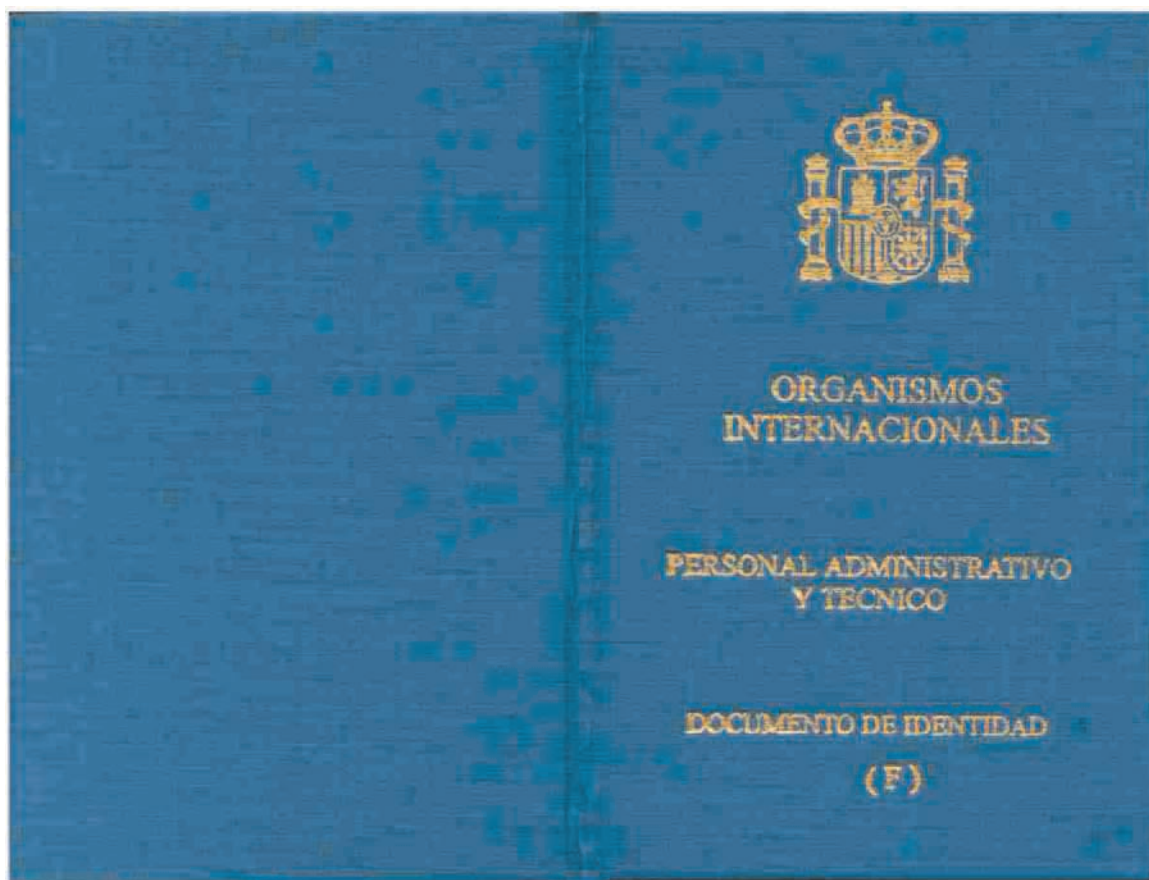 ORGANISMOS
INTERNACIONALES
PERSONAL ADMINISTRATIVO
Y TECNICO
DOCUMENTO DE IDENTIDAD
(F)